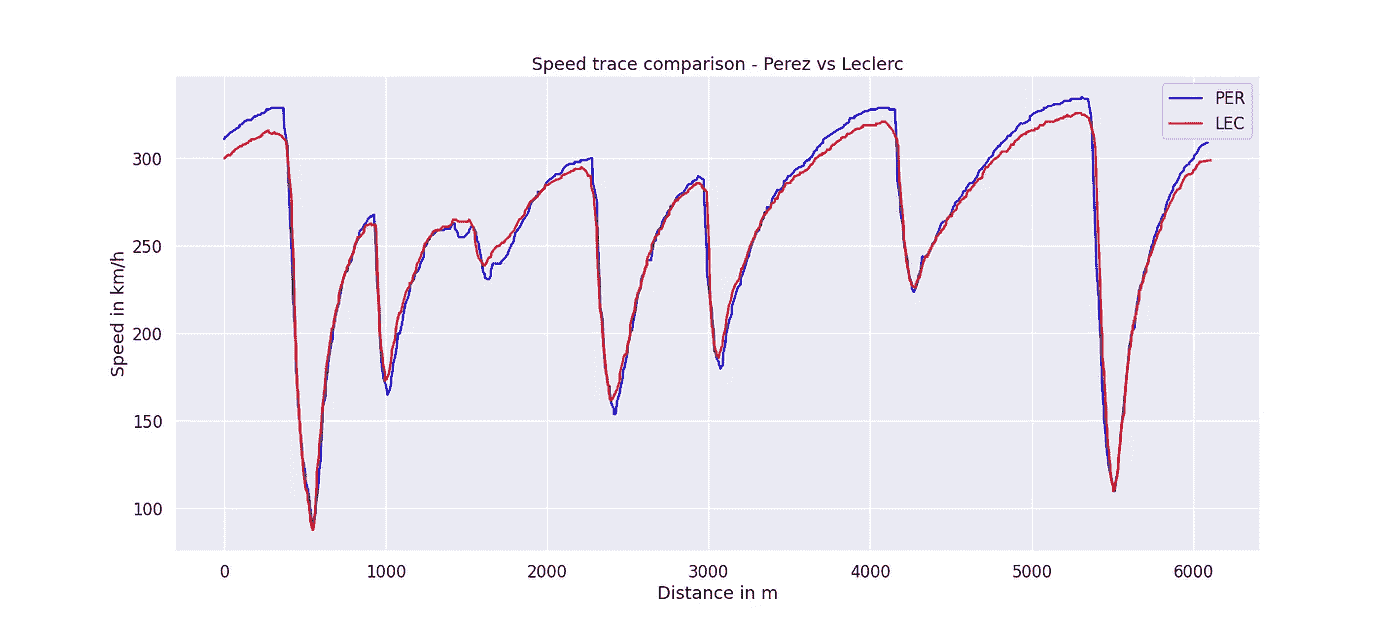 Speed trace comparison - Perez vs Leclerc
PER
LEC
300
250
200
150
100
Speed in km/h
0 1000 2000 3000 4000 5000 6000
Distance in m